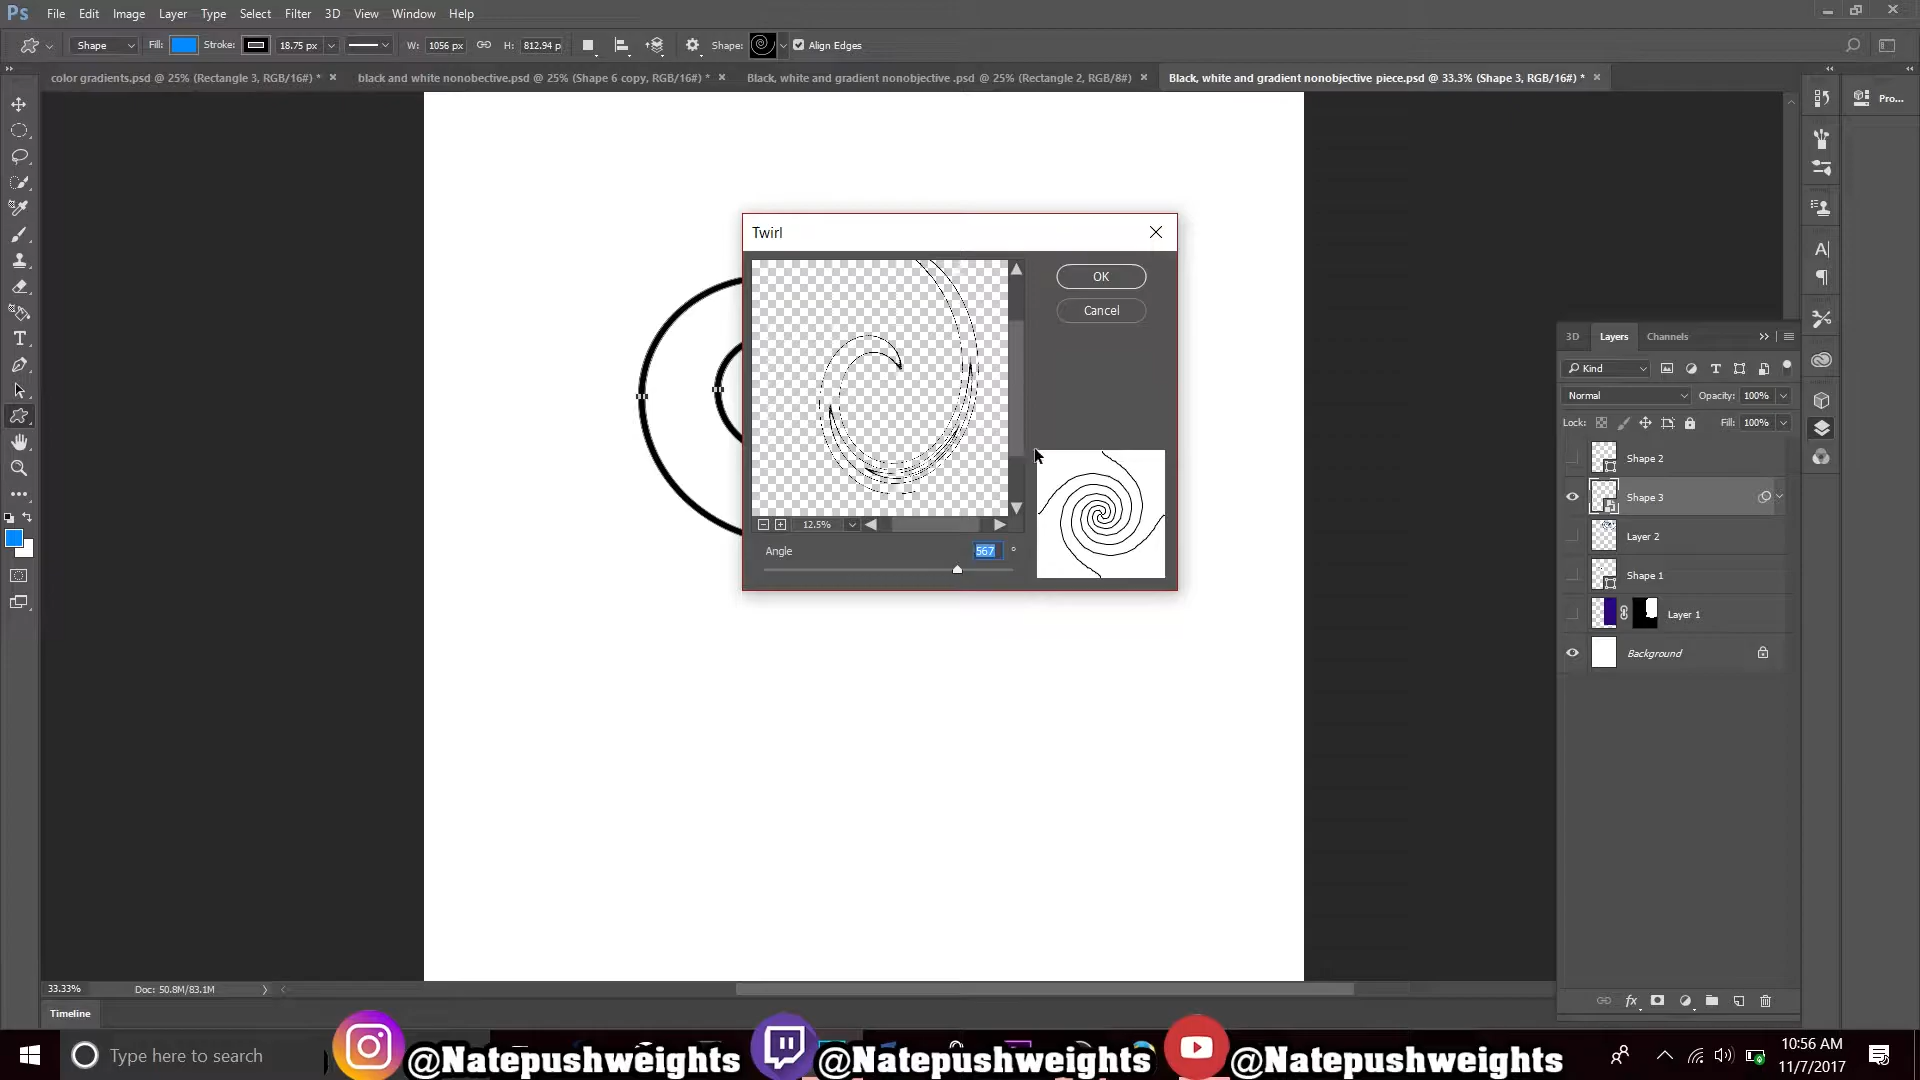 Ps File Edit Image Layer Type Select Filter 3D View Window Help
Shape Fill: Stroke: 18.75 px W: 1056 px H: 812.94 p Shape: Align Edges
color gradients.psd @ 25% (Rectangle 3, RGB/16#) * × black and white nonobective.psd @ 25% (Shape 6 copy, RGB/16#) * × Black, white and gradient nonobjective .psd @ 25% (Rectangle 2, RGB/8#) × Black, white and gradient nonobjective piece.psd @ 33.3% (Shape 3, RGB/16#) * ×
Pro...
Twirl
OK
Cancel
12.5%
Angle 567 °
3D Layers Channels
Kind
Normal Opacity: 100%
Lock: Fill: 100%
Shape 2
Shape 3
Layer 2
Shape 1
Layer 1
Background
fx
33.33% Doc: 50.8M/83.1M
Timeline
Type here to search
@Natepushweights @Natepushweights @Natepushweights
10:56 AM
11/7/2017